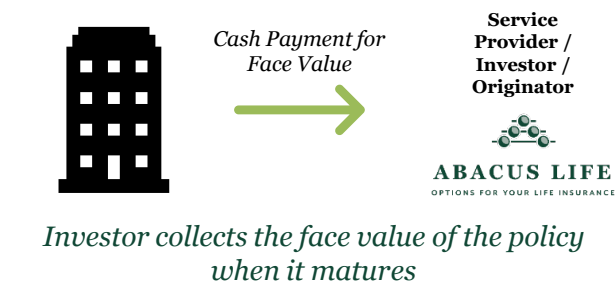 Cash Payment for
Face Value
Service
Provider /
Investor /
Originator
ABACUS LIFE
OPTIONS FOR YOUR LIFE INSURANCE
Investor collects the face value of the policy
when it matures